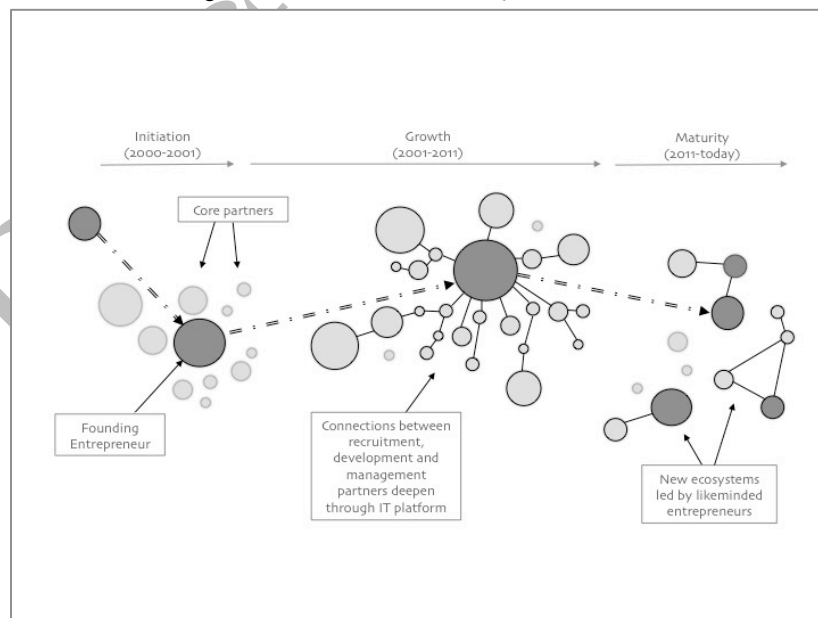 Initiation
(2000-2001)
Growth
(2001-2011)
Maturity
(2011-today)
Core partners
Founding
Entrepreneur
Connections between
recruitment,
development and
management
partners deepen
through IT platform
New ecosystems
led by likeminded
entrepreneurs